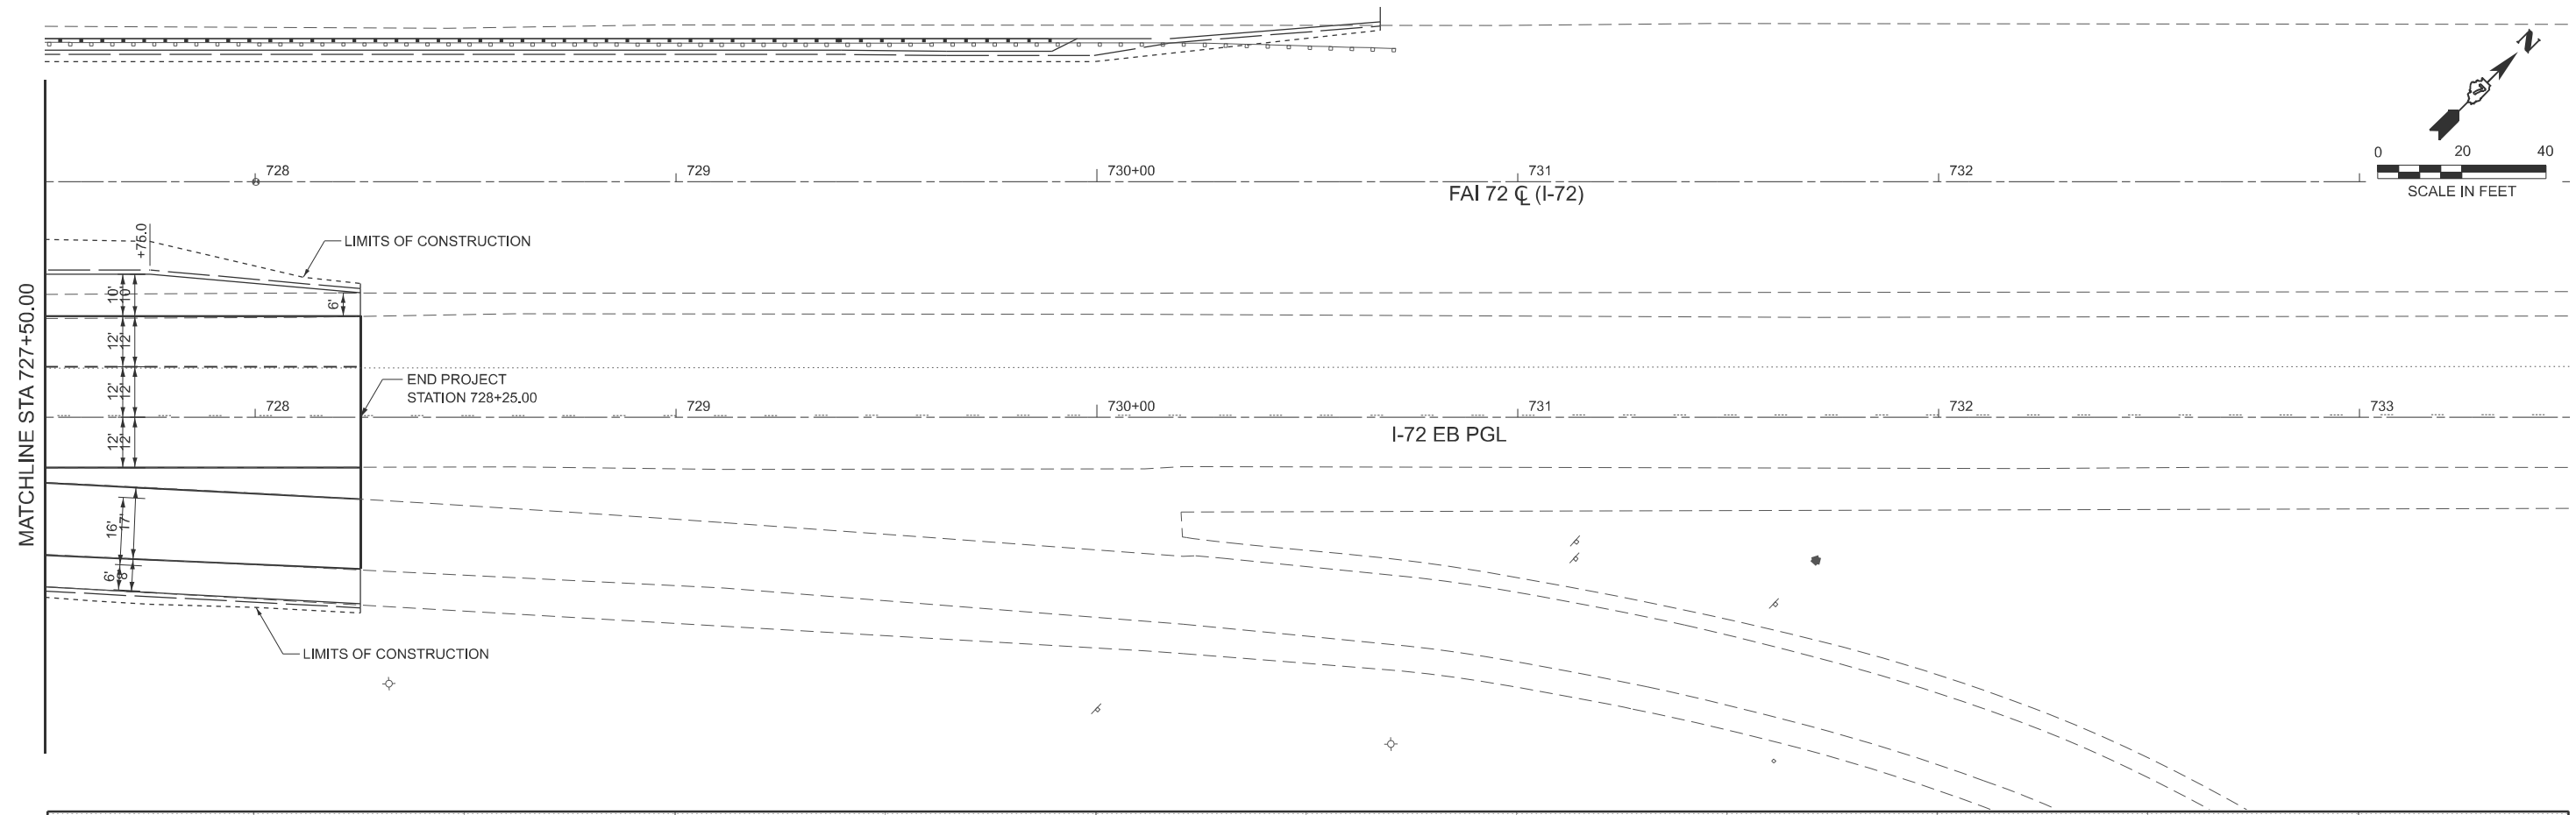 N
0 20 40
SCALE IN FEET
728 729 730+00 731 732
FAI 72 ℄ (I-72)
MATCHLINE STA 727+50.00
+75.0
LIMITS OF CONSTRUCTION
10' 10'
6'
12' 12'
12' 12'
END PROJECT
STATION 728+25.00
728 729 730+00 731 732 733
I-72 EB PGL
12' 12'
16' 17'
6' 8'
LIMITS OF CONSTRUCTION